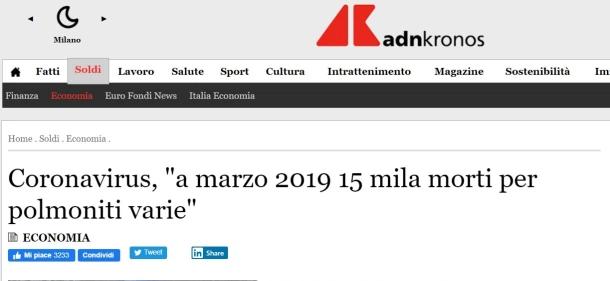 Milano
adnkronos
Fatti Soldi Lavoro Salute Sport Cultura Intrattenimento Magazine Sostenibilità Im
Finanza Economia Euro Fondi News Italia Economia
Home . Soldi . Economia .
Coronavirus, "a marzo 2019 15 mila morti per
polmoniti varie"
ECONOMIA
Mi piace 3233 Condividi Tweet in Share